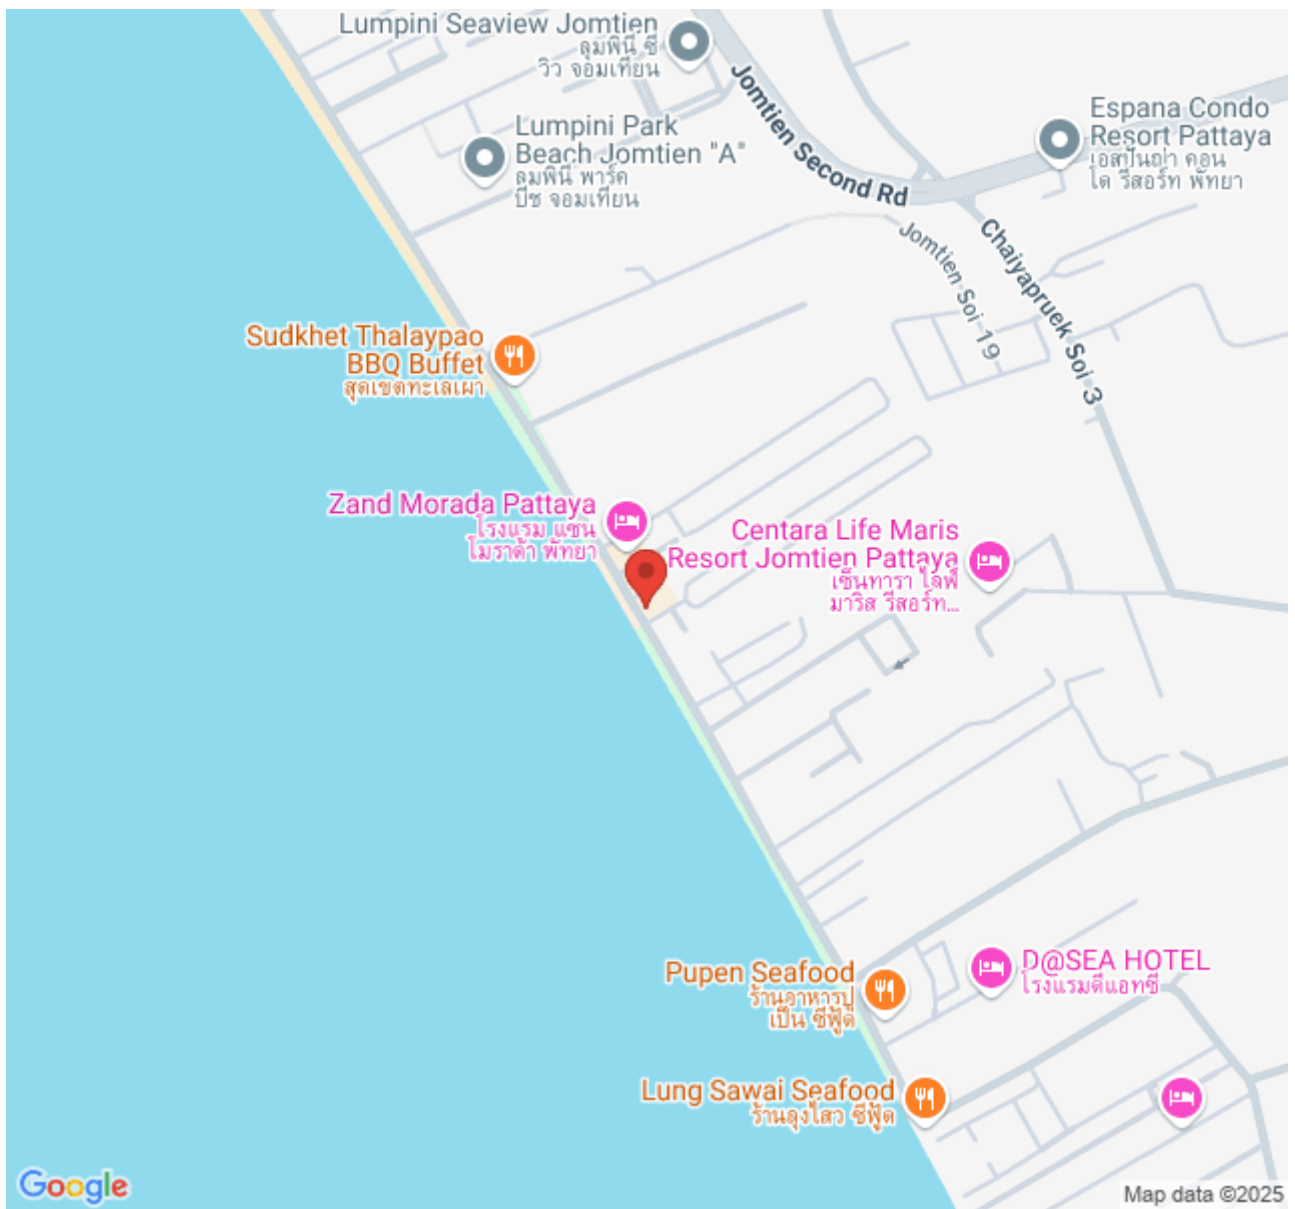 Lumpini Seaview Jomtien
ลุมพินี ซี
วิว จอมเทียน
Jomtien Second Rd
Espana Condo
Resort Pattaya
เอสปันญ่า คอน
โด รีสอร์ท พัทยา
Lumpini Park
Beach Jomtien "A"
ลุมพินี พาร์ค
บีช จอมเทียน
Jomtien Soi 19
Chaiyapruek Soi 3
Sudkhet Thalaypao
BBQ Buffet
สุดเขตทะเลเผา
Zand Morada Pattaya
โรงแรม แซน
โมราด้า พัทยา
Centara Life Maris
Resort Jomtien Pattaya
เซ็นทารา ไลฟ์
มาริส รีสอร์ท...
Pupen Seafood
ร้านอาหารปู
เป็น ซีฟู้ด
D@SEA HOTEL
โรงแรมดีแอทซี
Lung Sawai Seafood
ร้านลุงไสว ซีฟู้ด
Google
Map data ©2025